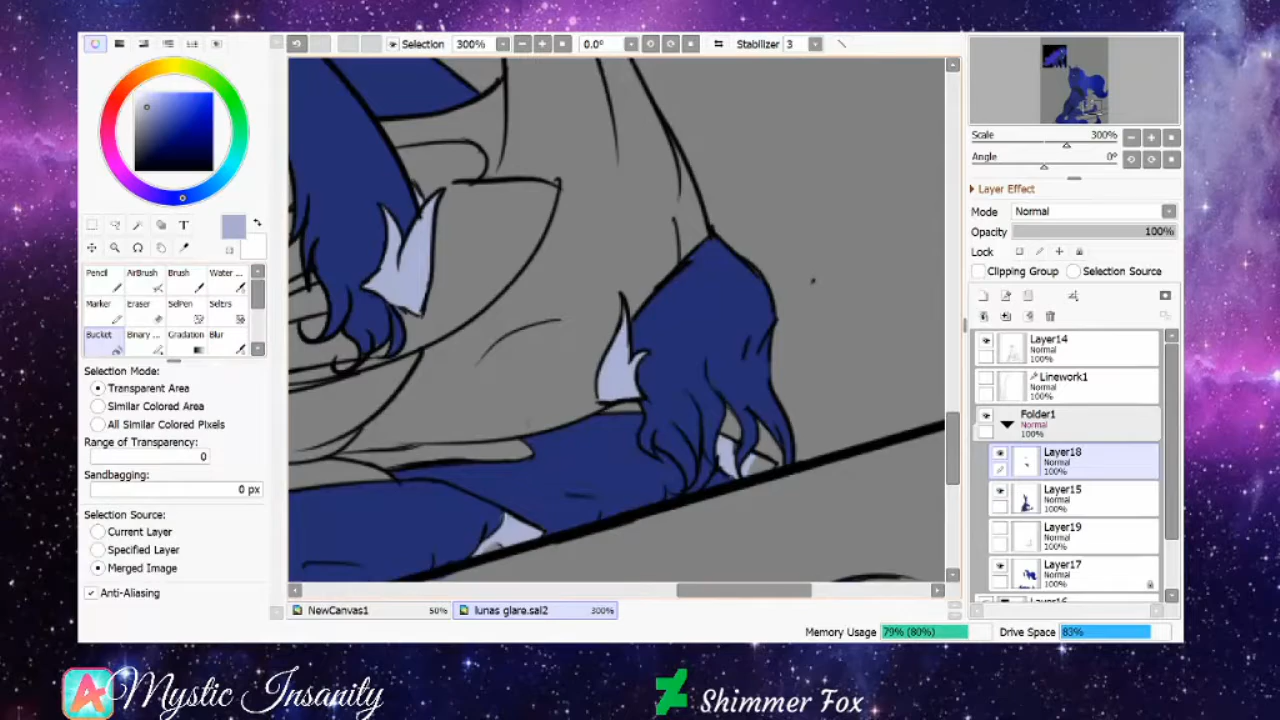 Selection 300% 0.0° Stabilizer 3
T
Pencil AirBrush Brush Water ...
Marker Eraser SelPen SelErs
Bucket Binary ... Gradation Blur
Selection Mode:
Transparent Area
Similar Colored Area
All Similar Colored Pixels
Range of Transparency:
0
Sandbagging:
0 px
Selection Source:
Current Layer
Specified Layer
Merged Image
Anti-Aliasing
NewCanvas1 50% lunas glare.sai2 300%
Memory Usage 79% (80%) Drive Space 83%
Scale 300%
Angle 0°
Layer Effect
Mode Normal
Opacity 100%
Lock
Clipping Group Selection Source
Layer14
Normal
100%
Linework1
Normal
100%
Folder1
Normal
100%
Layer18
Normal
100%
Layer15
Normal
100%
Layer19
Normal
100%
Layer17
Normal
100%
Mystic Insanity
Shimmer Fox